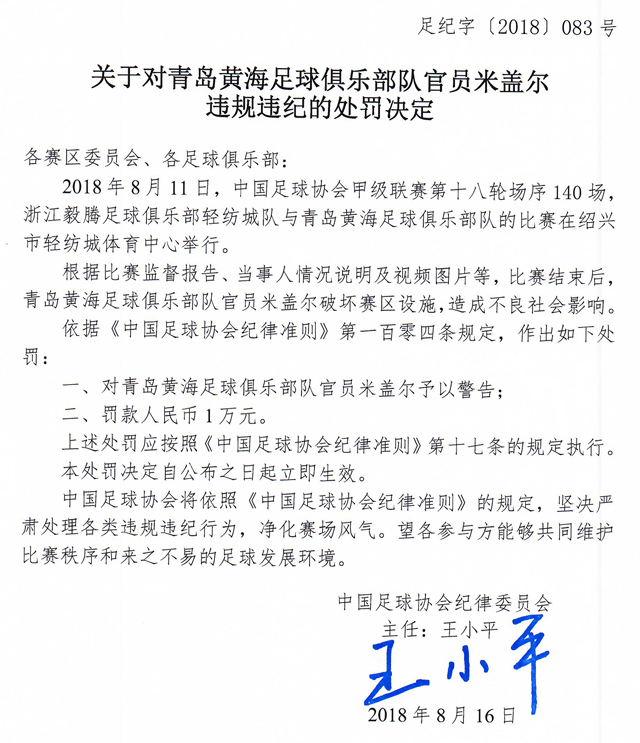 足纪字〔2018〕083号
关于对青岛黄海足球俱乐部队官员米盖尔
违规违纪的处罚决定
各赛区委员会、各足球俱乐部：
2018年8月11日，中国足球协会甲级联赛第十八轮场序140场，
浙江毅腾足球俱乐部轻纺城队与青岛黄海足球俱乐部队的比赛在绍兴
市轻纺城体育中心举行。
根据比赛监督报告、当事人情况说明及视频图片等，比赛结束后，
青岛黄海足球俱乐部队官员米盖尔破坏赛区设施，造成不良社会影响。
依据《中国足球协会纪律准则》第一百零四条规定，作出如下处
罚：
一、对青岛黄海足球俱乐部队官员米盖尔予以警告；
二、罚款人民币1万元。
上述处罚应按照《中国足球协会纪律准则》第十七条的规定执行。
本处罚决定自公布之日起立即生效。
中国足球协会将依照《中国足球协会纪律准则》的规定，坚决严
肃处理各类违规违纪行为，净化赛场风气。望各参与方能够共同维护
比赛秩序和来之不易的足球发展环境。
中国足球协会纪律委员会
主任：王小平
王小平
2018年8月16日